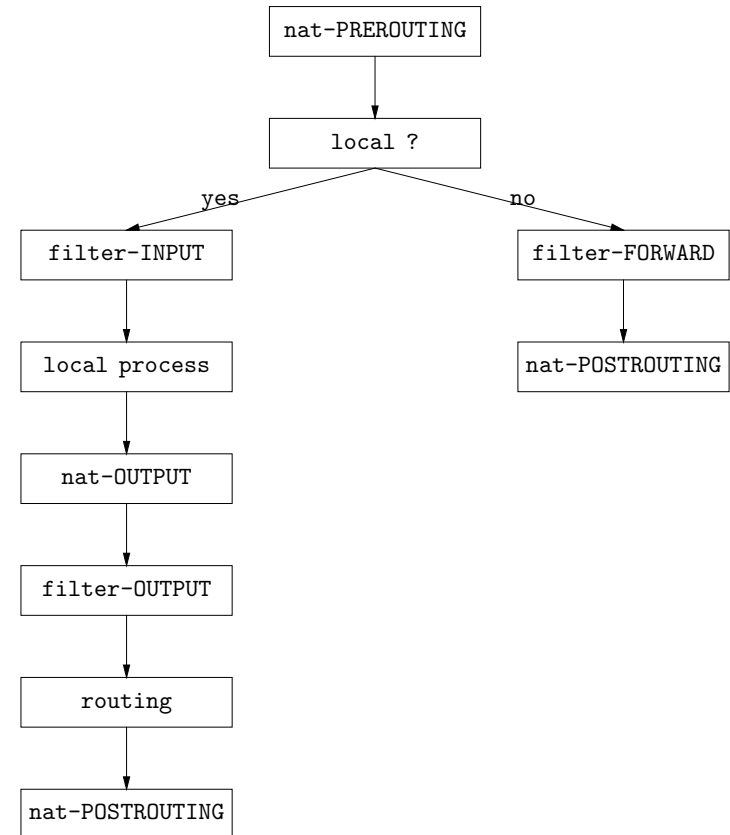 nat-PREROUTING
local ?
yes
no
filter-INPUT
filter-FORWARD
local process
nat-POSTROUTING
nat-OUTPUT
filter-OUTPUT
routing
nat-POSTROUTING